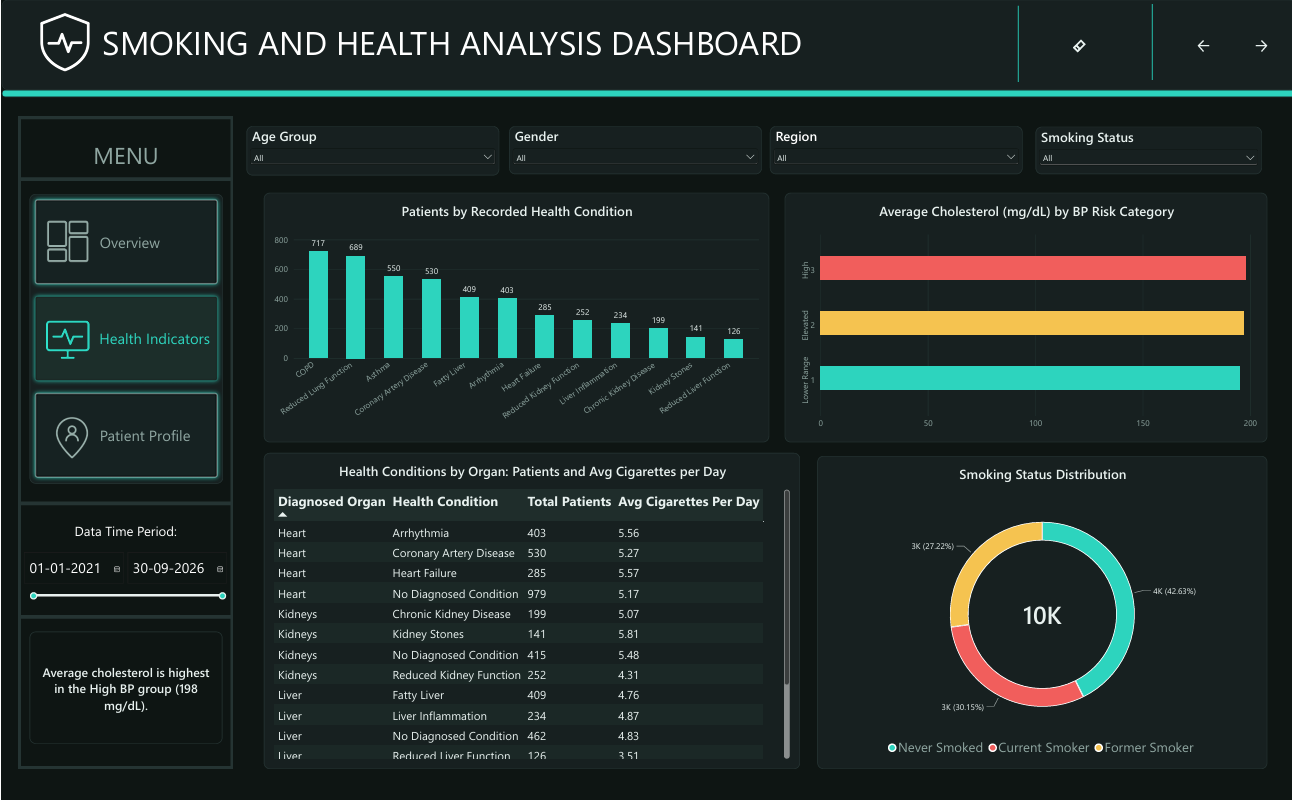 SMOKING AND HEALTH ANALYSIS DASHBOARD
MENU
Overview
Health Indicators
Patient Profile
Data Time Period:
01-01-2021 30-09-2026
Average cholesterol is highest
in the High BP group (198
mg/dL).
Age Group
All
Gender
All
Region
All
Smoking Status
All
Patients by Recorded Health Condition
800
600
400
200
0
717
689
550
530
409
403
285
252
234
199
141
126
COPD
Reduced Lung Function
Asthma
Coronary Artery Disease
Fatty Liver
Arrhythmia
Heart Failure
Reduced Kidney Function
Liver Inflammation
Chronic Kidney Disease
Kidney Stones
Reduced Liver Function
Average Cholesterol (mg/dL) by BP Risk Category
High 3
Elevated 2
Lower Range 1
0 50 100 150 200
Health Conditions by Organ: Patients and Avg Cigarettes per Day
Diagnosed Organ Health Condition Total Patients Avg Cigarettes Per Day
Heart Arrhythmia 403 5.56
Heart Coronary Artery Disease 530 5.27
Heart Heart Failure 285 5.57
Heart No Diagnosed Condition 979 5.17
Kidneys Chronic Kidney Disease 199 5.07
Kidneys Kidney Stones 141 5.81
Kidneys No Diagnosed Condition 415 5.48
Kidneys Reduced Kidney Function 252 4.31
Liver Fatty Liver 409 4.76
Liver Liver Inflammation 234 4.87
Liver No Diagnosed Condition 462 4.83
Liver Reduced Liver Function 126 3.51
Smoking Status Distribution
3K (27.22%)
4K (42.63%)
10K
3K (30.15%)
Never Smoked Current Smoker Former Smoker